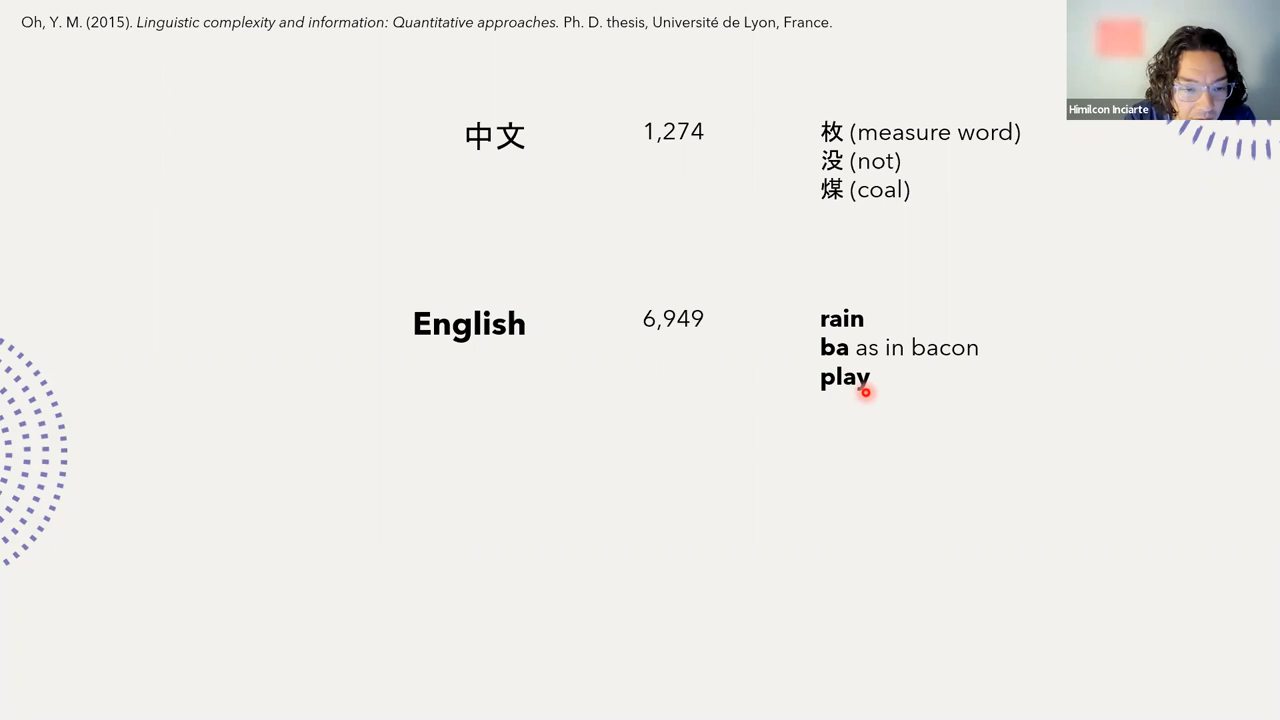 Oh, Y. M. (2015). Linguistic complexity and information: Quantitative approaches. Ph. D. thesis, Université de Lyon, France.
Himilcon Inciarte
中文 1,274 枚 (measure word)
没 (not)
煤 (coal)
English 6,949 rain
ba as in bacon
play